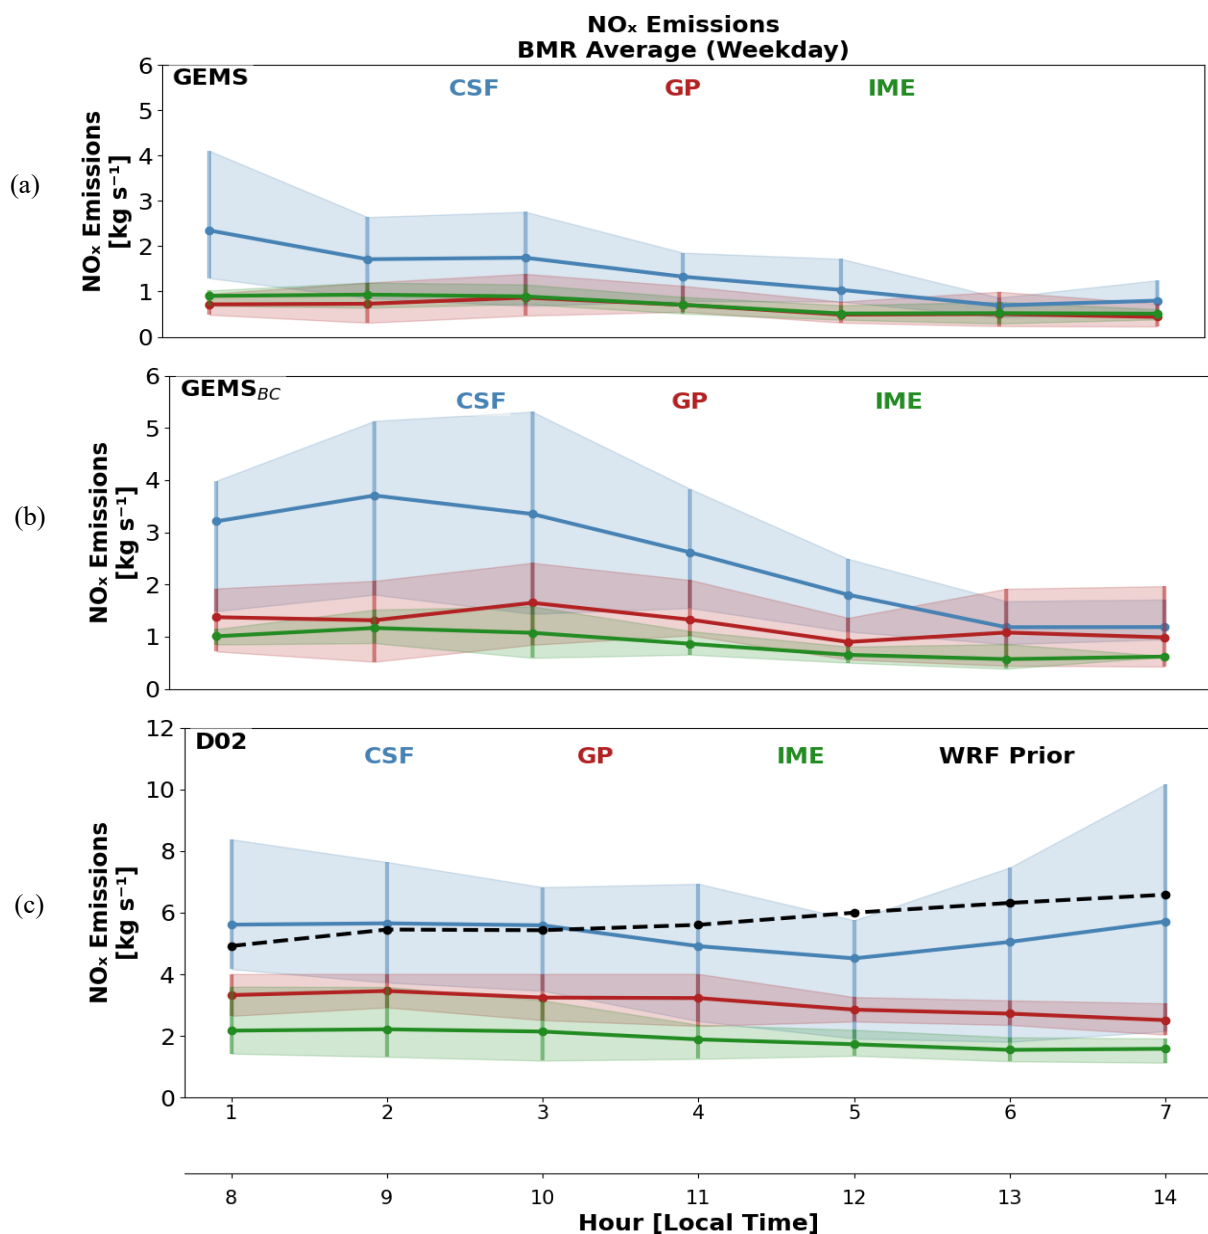 NOₓ Emissions
BMR Average (Weekday)
(a)
NOₓ Emissions
[kg s⁻¹]
GEMS
CSF GP IME
6
5
4
3
2
1
0
(b)
NOₓ Emissions
[kg s⁻¹]
GEMS_BC
CSF GP IME
6
5
4
3
2
1
0
(c)
NOₓ Emissions
[kg s⁻¹]
D02
CSF GP IME WRF Prior
12
10
8
6
4
2
0
1 2 3 4 5 6 7
8 9 10 11 12 13 14
Hour [Local Time]